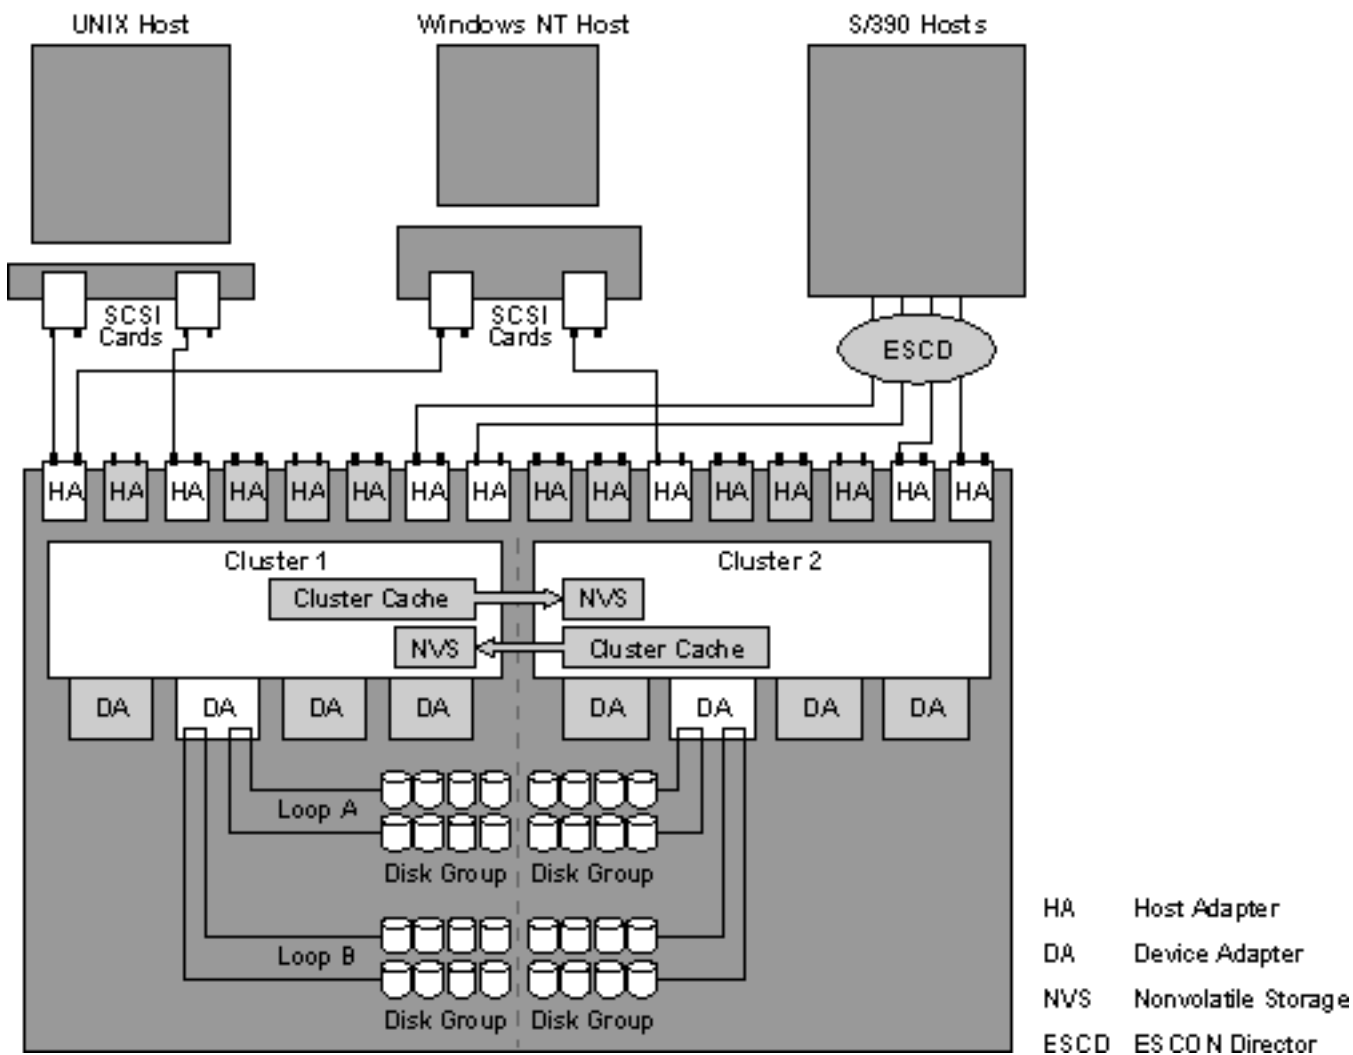 UNIX Host
Windows NT Host
S/390 Hosts
SCSI
Cards
SCSI
Cards
ESCD
HA HA HA HA HA HA HA HA HA HA HA HA HA HA HA HA
Cluster 1
Cluster 2
Cluster Cache
NVS
NVS
Cluster Cache
DA DA DA DA DA DA DA DA
Loop A
Disk Group
Disk Group
Loop B
Disk Group
Disk Group
HA Host Adapter
DA Device Adapter
NVS Nonvolatile Storage
ESCD ESCON Director